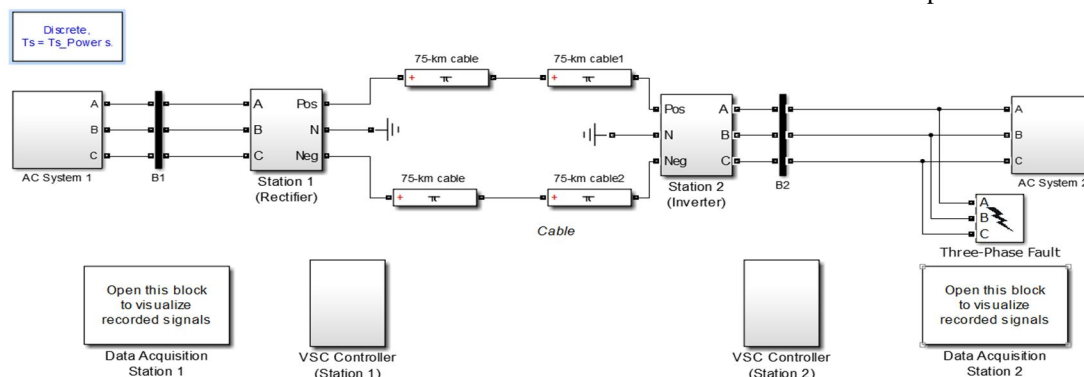 Discrete,
Ts = Ts_Power s.
75-km cable
75-km cable1
+
+
A
B
C
A
B
C
Pos
N
Neg
Pos
N
Neg
A
B
C
A
B
C
AC System 1
B1
Station 1
(Rectifier)
75-km cable
75-km cable2
+
+
Station 2
(Inverter)
B2
AC System 2
Cable
A
B
C
Three-Phase Fault
Open this block
to visualize
recorded signals
Open this block
to visualize
recorded signals
Data Acquisition
Station 1
VSC Controller
(Station 1)
VSC Controller
(Station 2)
Data Acquisition
Station 2